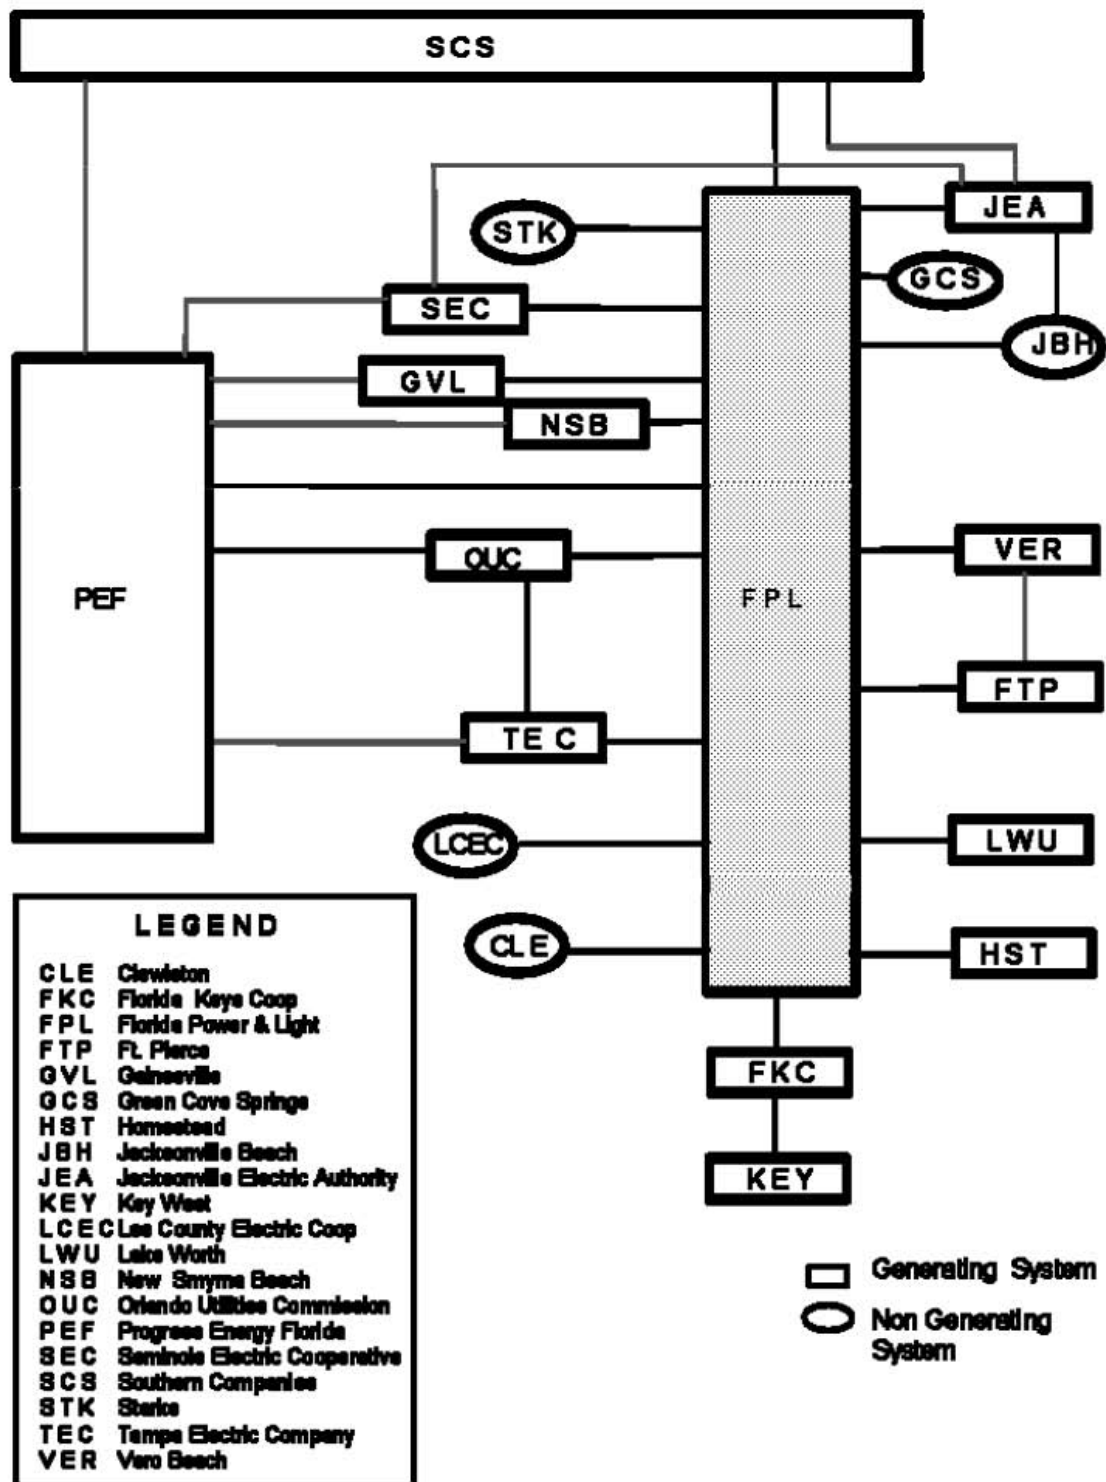 SCS
JEA
STK
GCS
SEC
JBH
GVL
NSB
OUC
VER
PEF
FPL
FTP
TEC
LCEC
LWU
CLE
HST
FKC
KEY
LEGEND
CLE Clewiston
FKC Florida Keys Coop
FPL Florida Power & Light
FTP Ft. Pierce
GVL Gainesville
GCS Green Cove Springs
HST Homestead
JBH Jacksonville Beach
JEA Jacksonville Electric Authority
KEY Key West
LCEC Lee County Electric Coop
LWU Lake Worth
NSB New Smyrna Beach
OUC Orlando Utilities Commission
PEF Progress Energy Florida
SEC Seminole Electric Cooperative
SCS Southern Companies
STK Starke
TEC Tampa Electric Company
VER Vero Beach
Generating System
Non Generating
System